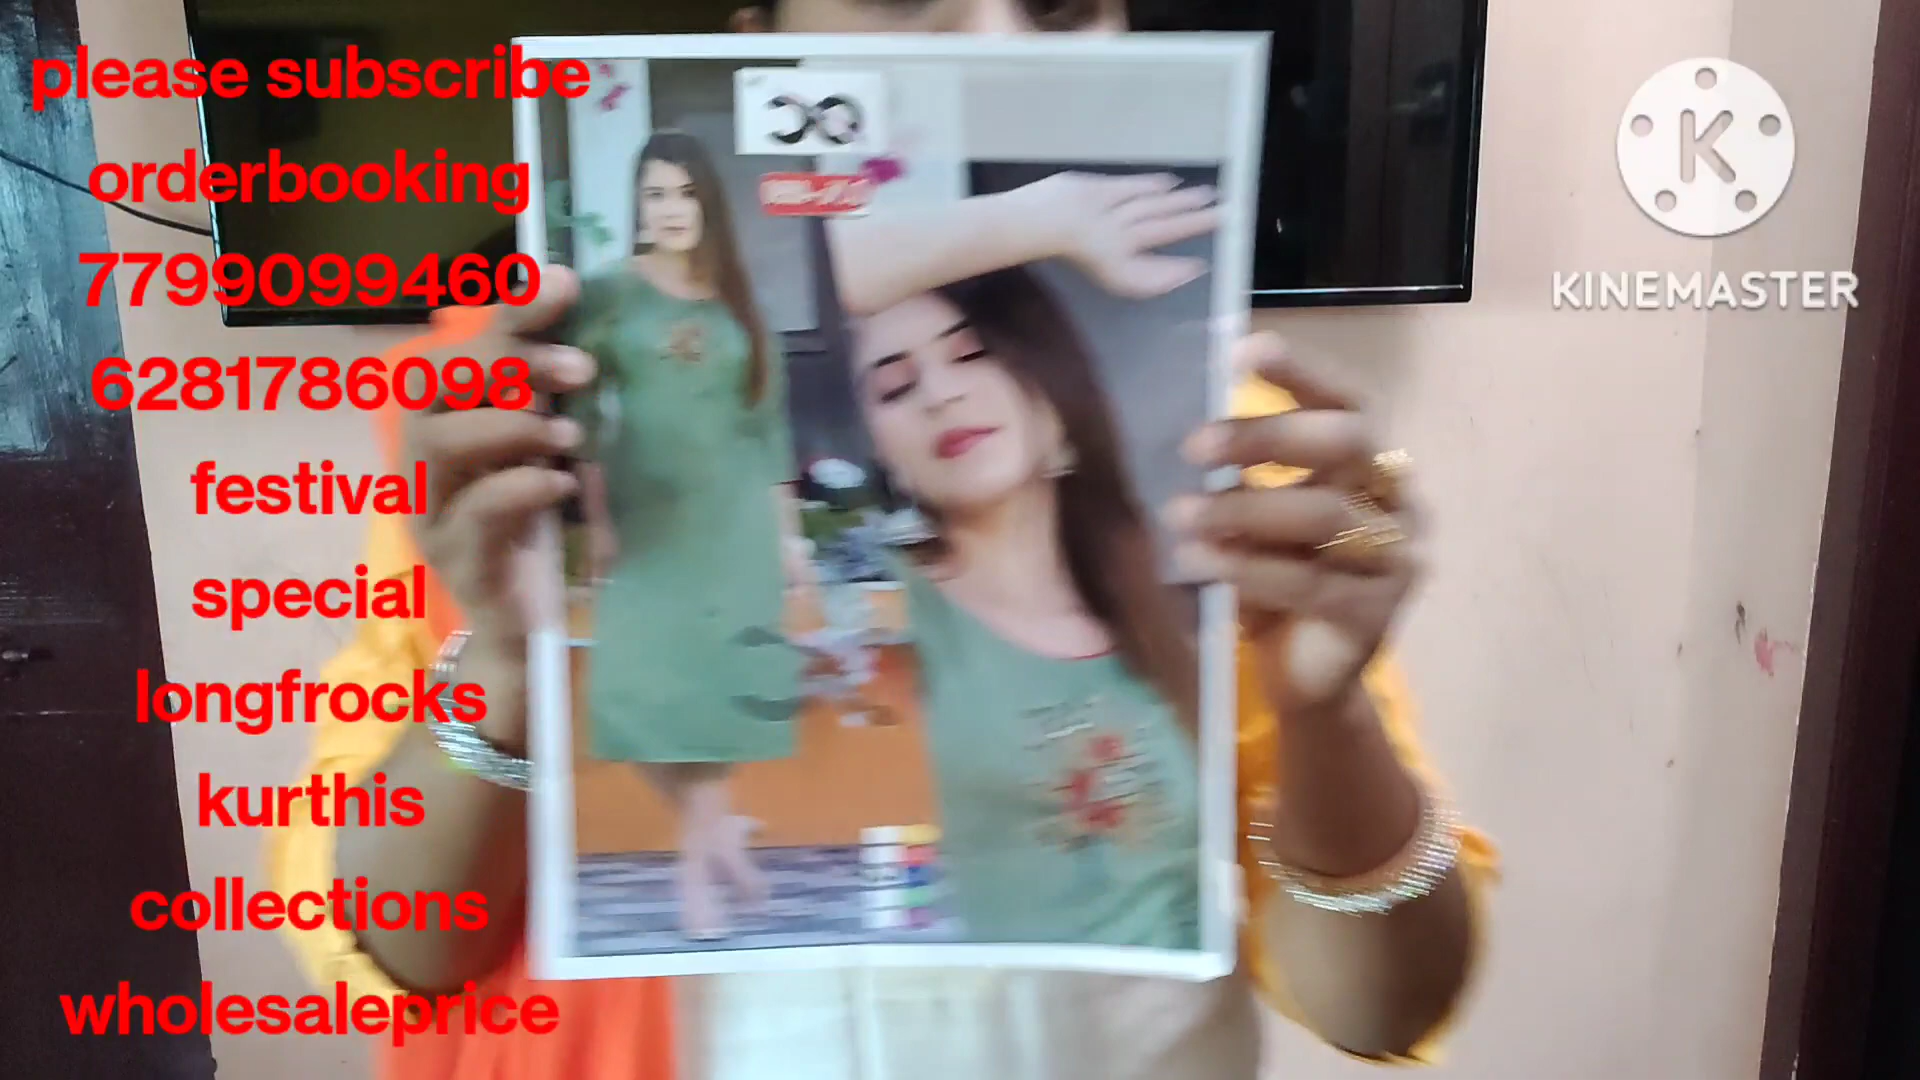 please subscribe
orderbooking
7799099460
6281786098
festival
special
longfrocks
kurthis
collections
wholesaleprice
KINEMASTER